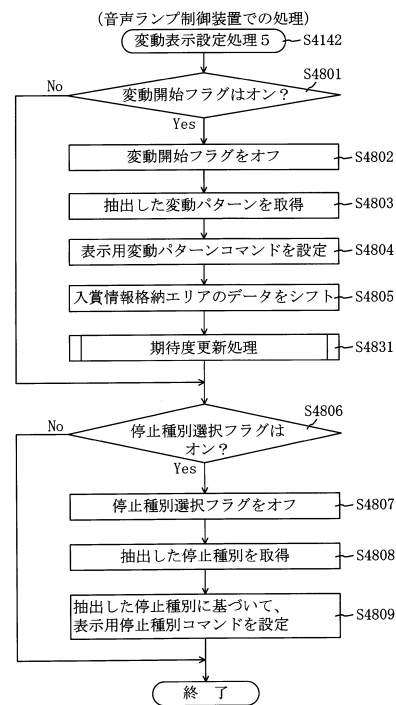 (音声ランプ制御装置での処理)
変動表示設定処理5
S4142
S4801
No
変動開始フラグはオン?
Yes
変動開始フラグをオフ
S4802
抽出した変動パターンを取得
S4803
表示用変動パターンコマンドを設定
S4804
入賞情報格納エリアのデータをシフト
S4805
期待度更新処理
S4831
S4806
No
停止種別選択フラグは
オン?
Yes
停止種別選択フラグをオフ
S4807
抽出した停止種別を取得
S4808
抽出した停止種別に基づいて、
表示用停止種別コマンドを設定
S4809
終 了